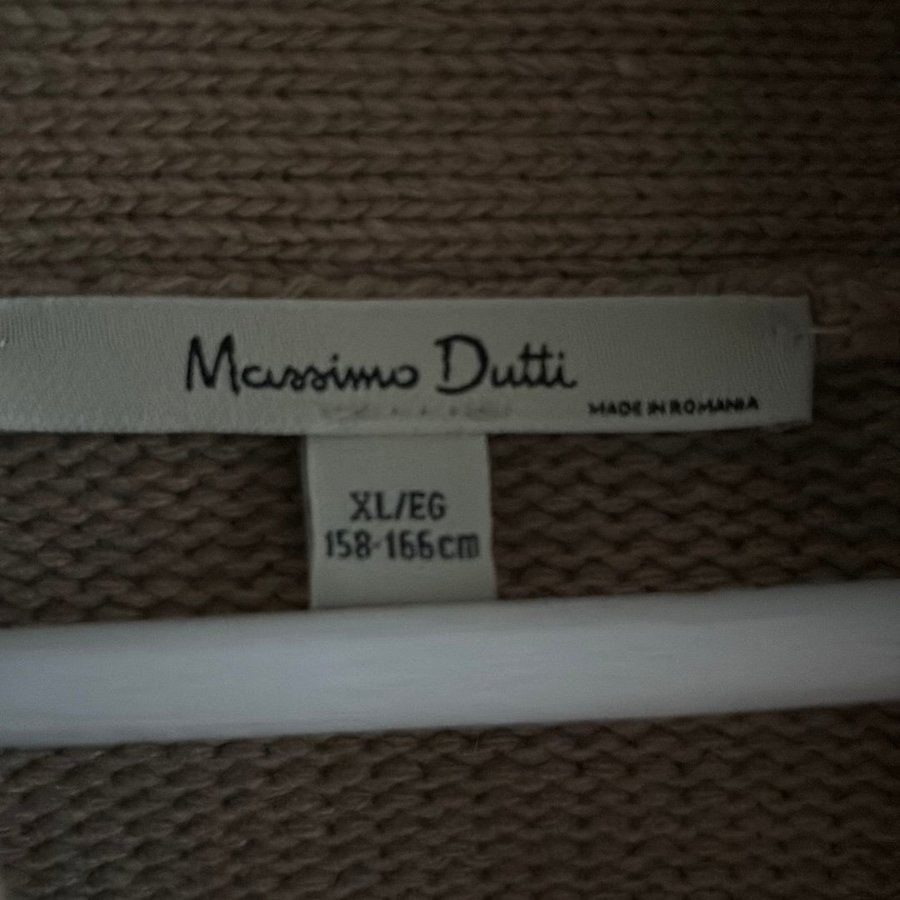 Massimo Dutti
MADE IN ROMANIA
XL/EG
158-166cm